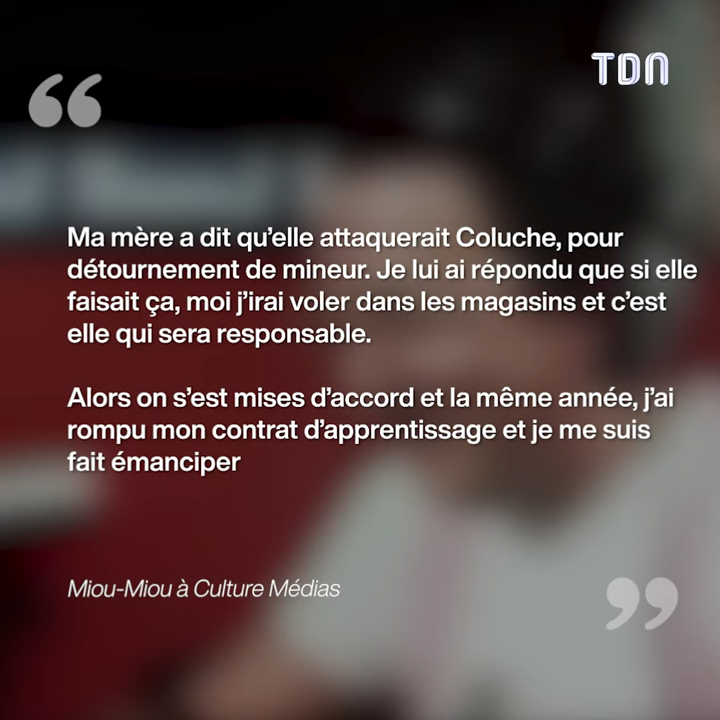 TDN
“
Ma mère a dit qu’elle attaquerait Coluche, pour
détournement de mineur. Je lui ai répondu que si elle
faisait ça, moi j’irai voler dans les magasins et c’est
elle qui sera responsable.
Alors on s’est mises d’accord et la même année, j’ai
rompu mon contrat d’apprentissage et je me suis
fait émanciper
Miou-Miou à Culture Médias
”